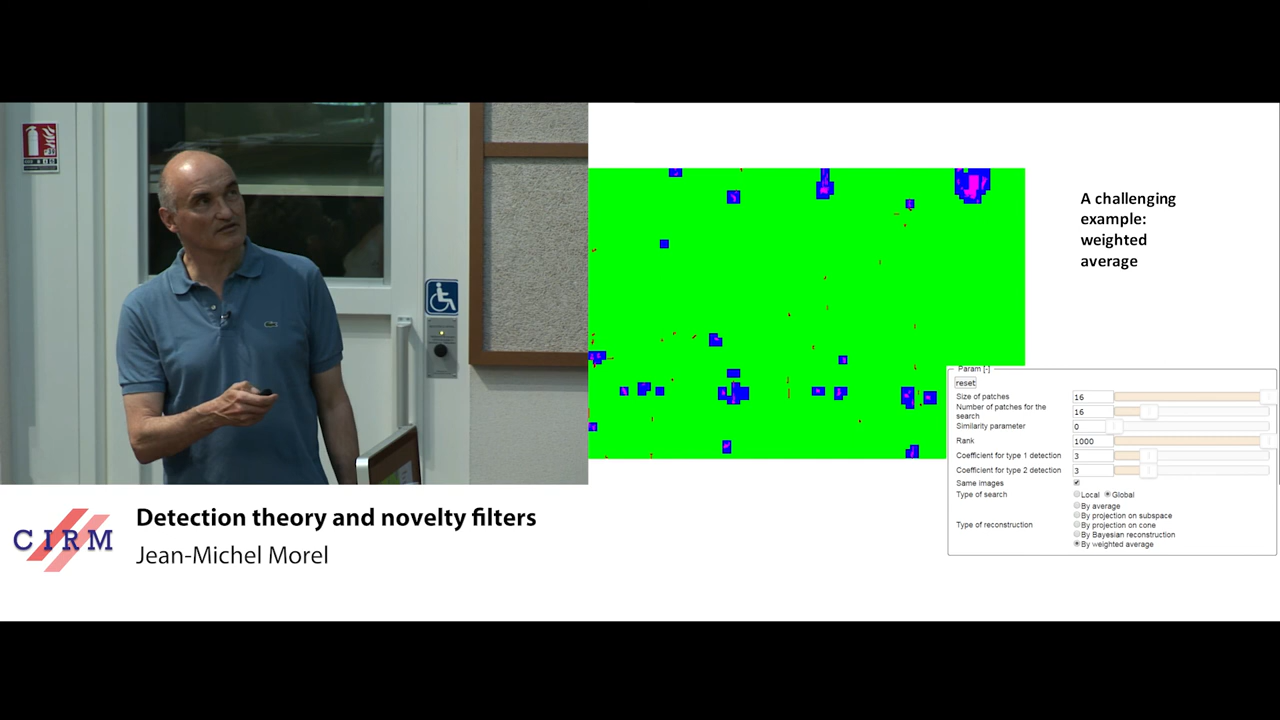 A challenging
example:
weighted
average
Param [-]
reset
Size of patches 16
Number of patches for the
search 16
Similarity parameter 0
Rank 1000
Coefficient for type 1 detection 3
Coefficient for type 2 detection 3
Same images
Type of search Local Global
Type of reconstruction
By average
By projection on subspace
By projection on cone
By Bayesian reconstruction
By weighted average
CIRM
Detection theory and novelty filters
Jean-Michel Morel